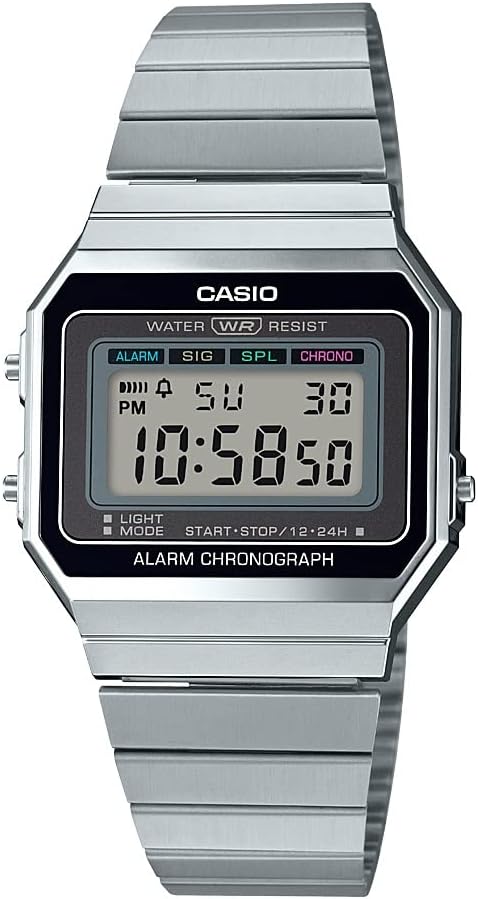 CASIO
WATER WR RESIST
ALARM SIG SPL CHRONO
SU 30
PM
10:58 50
LIGHT
MODE START•STOP/12•24H
ALARM CHRONOGRAPH